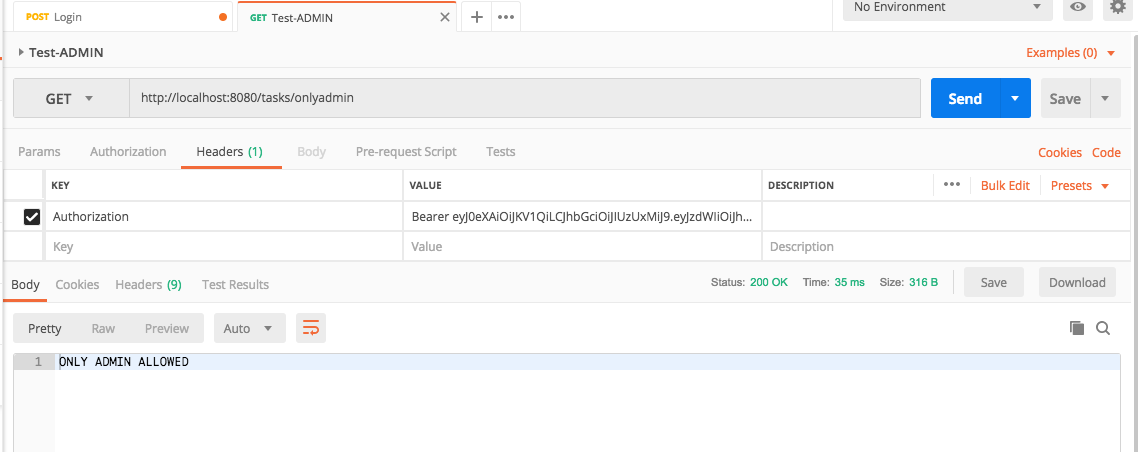 POST Login
GET Test-ADMIN
No Environment
Test-ADMIN
Examples (0)
GET
http://localhost:8080/tasks/onlyadmin
Send
Save
Params
Authorization
Headers (1)
Body
Pre-request Script
Tests
Cookies
Code
KEY
VALUE
DESCRIPTION
Bulk Edit
Presets
Authorization
Bearer eyJ0eXAiOiJKV1QiLCJhbGciOiJIUzUxMiJ9.eyJzdWIiOiJh...
Key
Value
Description
Body
Cookies
Headers (9)
Test Results
Status: 200 OK
Time: 35 ms
Size: 316 B
Save
Download
Pretty
Raw
Preview
Auto
1
ONLY ADMIN ALLOWED